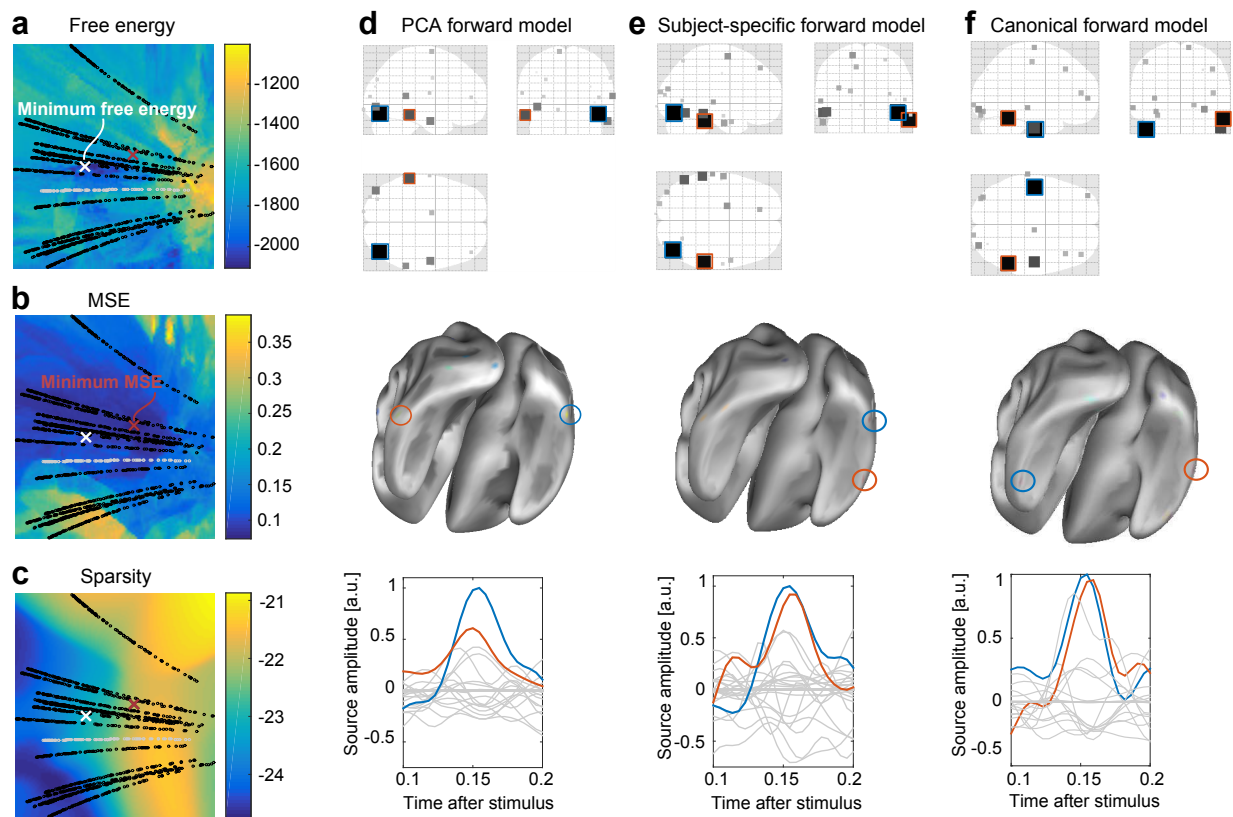 a Free energy
Minimum free energy
-1200
-1400
-1600
-1800
-2000
b MSE
Minimum MSE
0.35
0.3
0.25
0.2
0.15
0.1
c Sparsity
-21
-22
-23
-24
d PCA forward model
Source amplitude [a.u.]
1
0.5
0
-0.5
0.1 0.15 0.2
Time after stimulus
e Subject-specific forward model
Source amplitude [a.u.]
1
0.5
0
-0.5
0.1 0.15 0.2
Time after stimulus
f Canonical forward model
Source amplitude [a.u.]
1
0.5
0
-0.5
0.1 0.15 0.2
Time after stimulus